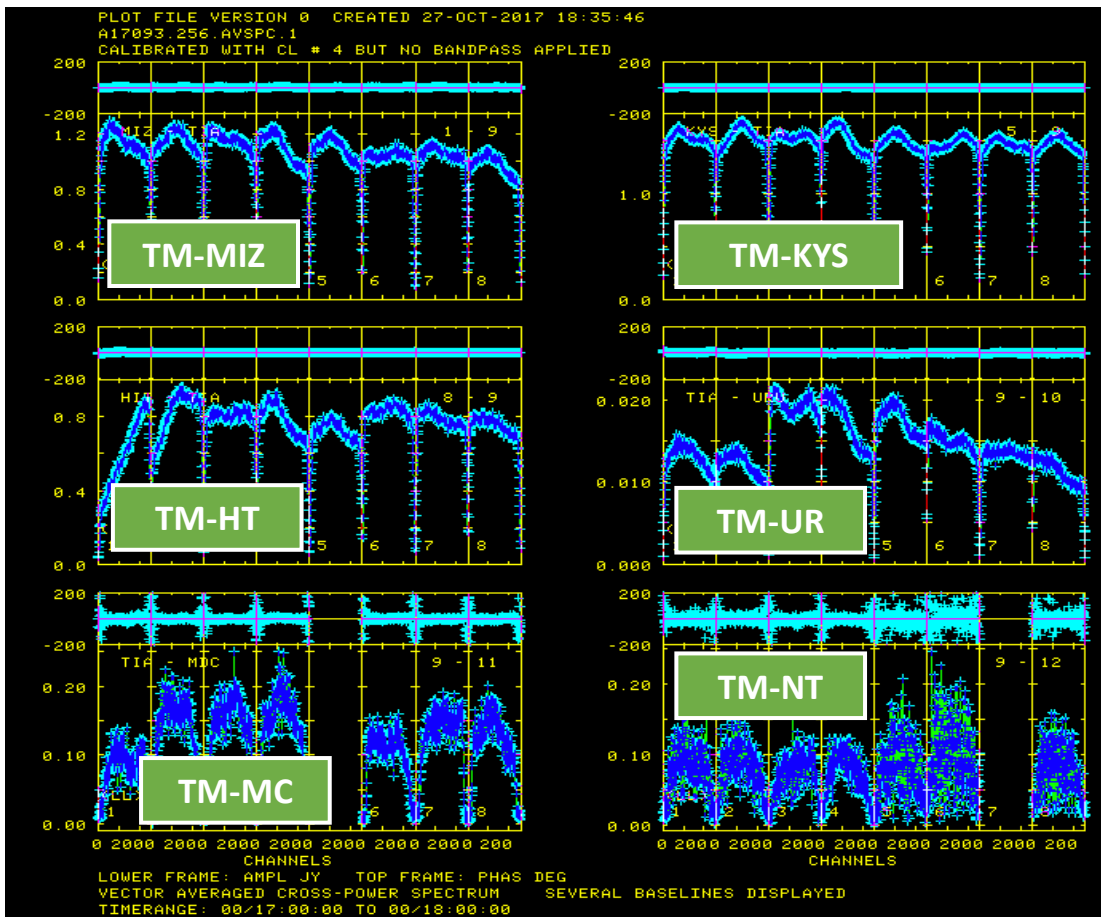 PLOT FILE VERSION 0 CREATED 27-OCT-2017 18:35:46
A17093.256.AVSPC.1
CALIBRATED WITH CL # 4 BUT NO BANDPASS APPLIED
200 200
-200 -200
1.2 MIZ TIA 1 - 9 KYS
0.8 1.0
TM-MIZ TM-KYS
0.4
5 6 7 8 6 7 8
0.0 0.0
200 200
-200 -200
0.8 8 - 9 0.020 TIA - 9 - 10
0.4 0.010
TM-HT TM-UR
5 6 7 8 5 6 7 8
0.0 0.000
200 200
-200 -200
TIA - MDC 9 - 11 9 - 12
TM-NT
0.20 0.20
0.10 0.10
TM-MC
1 6 7 8 1 2 3 4 5 6 7 8
0.00 0.00
0 2000 2000 2000 2000 2000 2000 2000 200 0 2000 2000 2000 2000 2000 2000 2000 200
CHANNELS CHANNELS
LOWER FRAME: AMPL JY TOP FRAME: PHAS DEG
VECTOR AVERAGED CROSS-POWER SPECTRUM SEVERAL BASELINES DISPLAYED
TIMERANGE: 00/17:00:00 TO 00/18:00:00